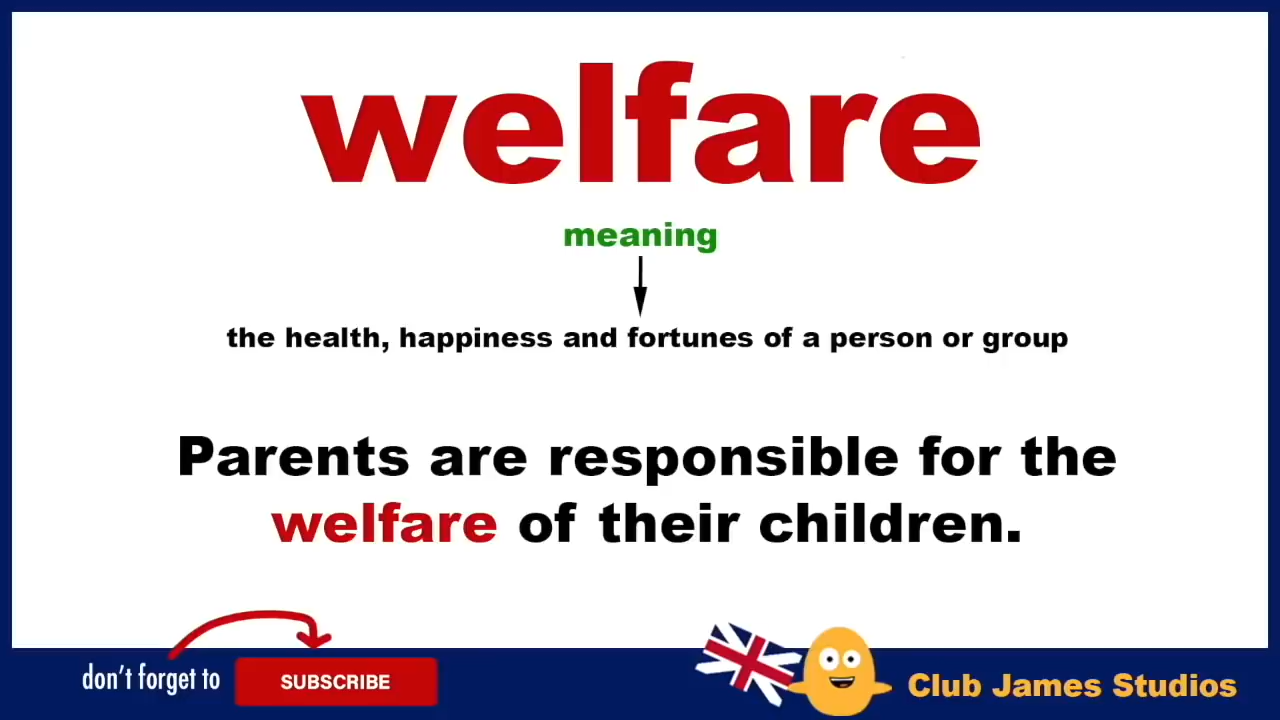 welfare
meaning
the health, happiness and fortunes of a person or group
Parents are responsible for the
welfare of their children.
don't forget to
SUBSCRIBE
Club James Studios